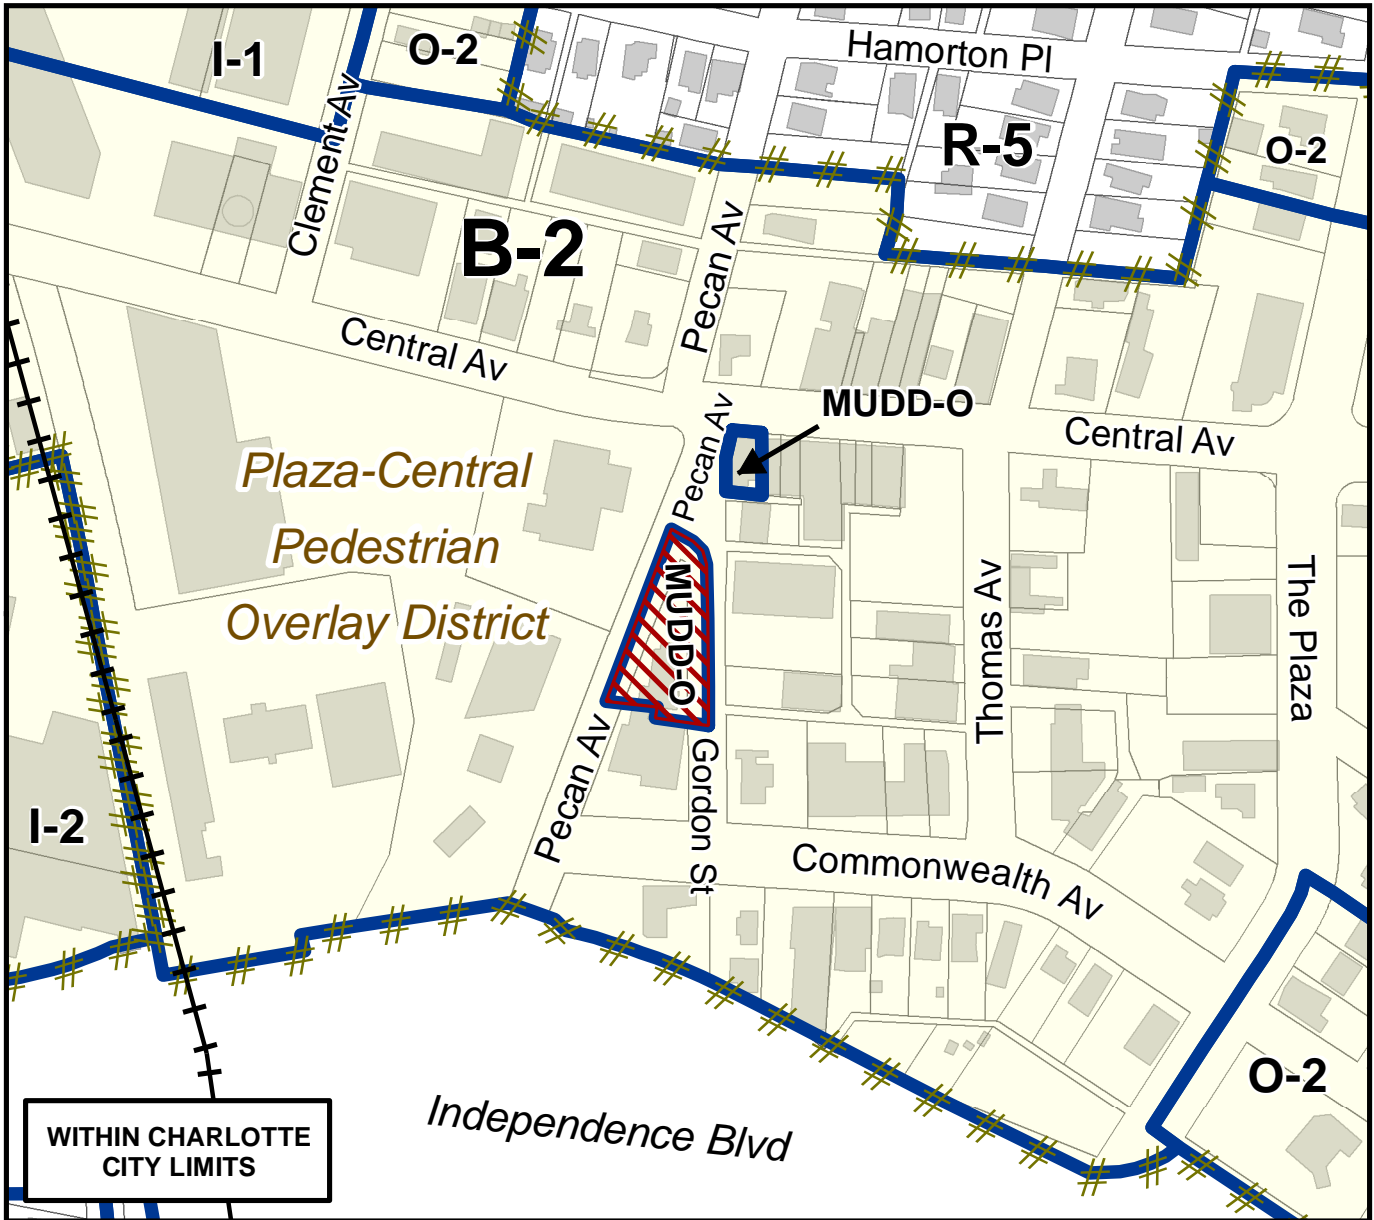 Hamorton Pl
O-2
I-1
R-5
O-2
Clement Av
B-2
Pecan Av
Central Av
MUDD-O
Pecan Av
Central Av
Plaza-Central
Pedestrian
Overlay District
MUDD-O
Thomas Av
The Plaza
Pecan Av
Gordon St
I-2
Commonwealth Av
O-2
Independence Blvd
WITHIN CHARLOTTE
CITY LIMITS